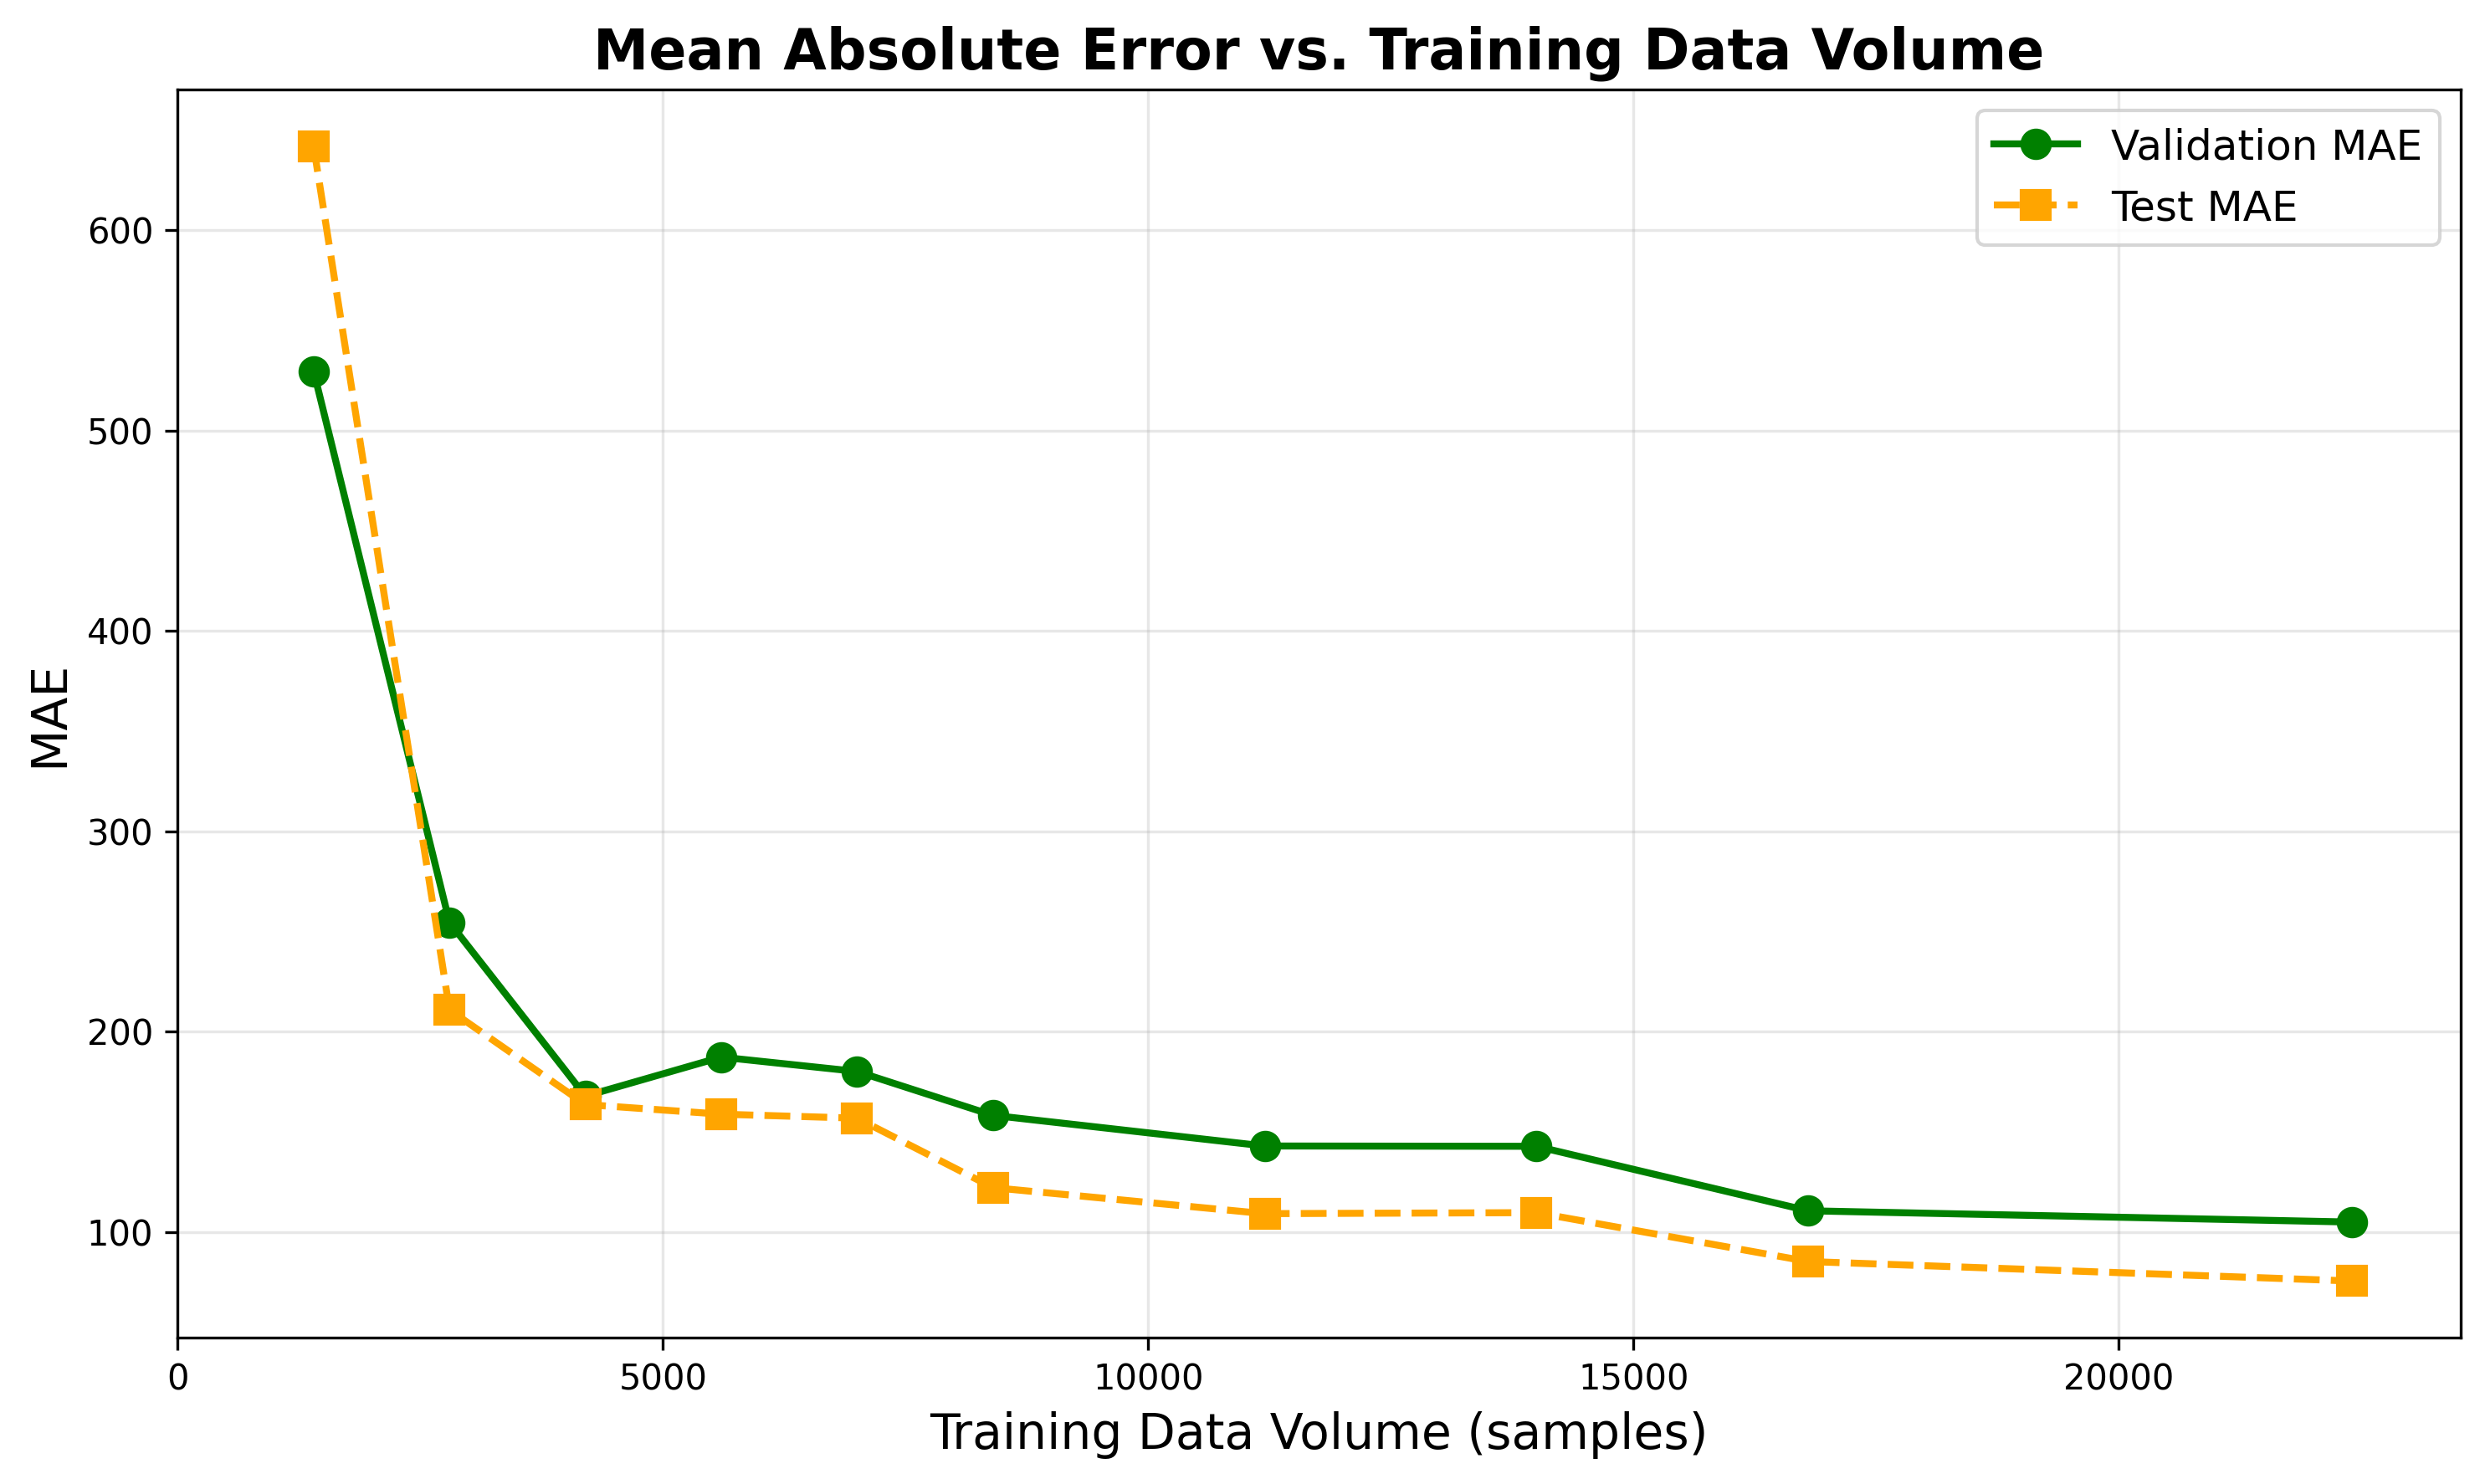 Mean Absolute Error vs. Training Data Volume
Validation MAE
Test MAE
600
500
400
300
200
100
MAE
0
5000
10000
15000
20000
Training Data Volume (samples)